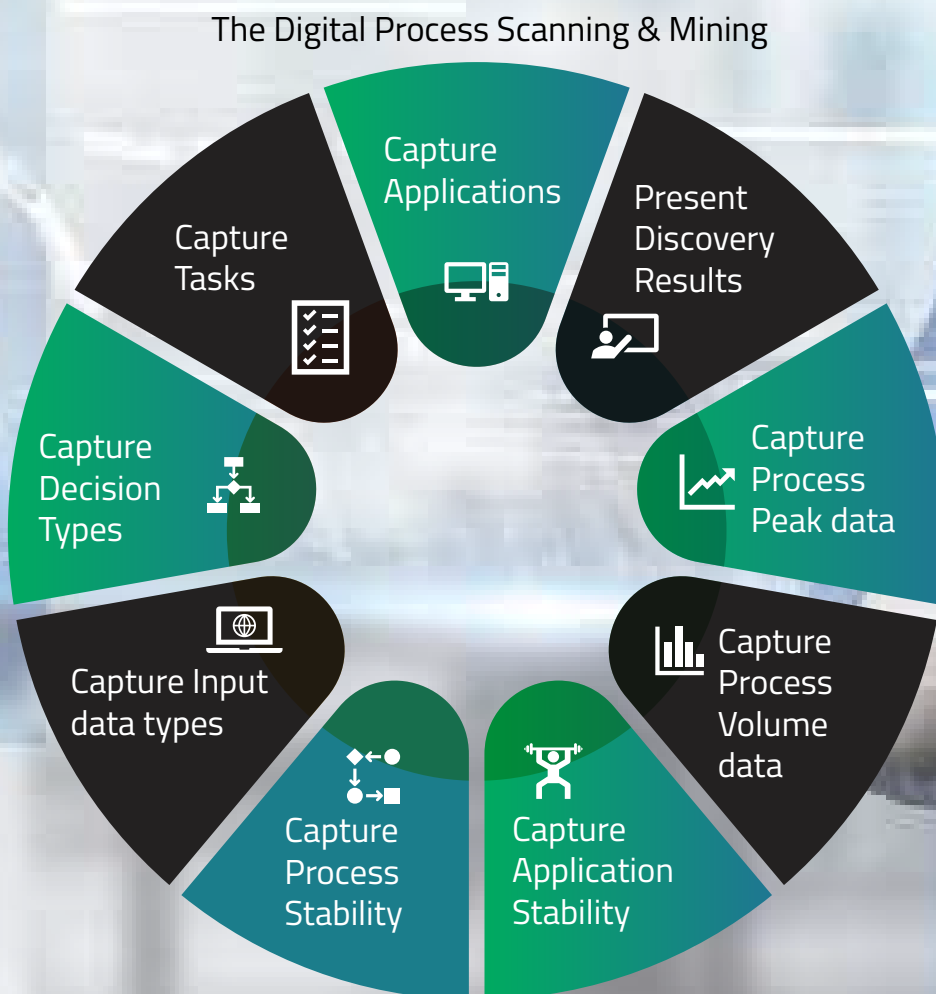 The Digital Process Scanning & Mining
Capture
Applications
Present
Discovery
Results
Capture
Process
Peak data
Capture
Process
Volume
data
Capture
Application
Stability
Capture
Process
Stability
Capture Input
data types
Capture
Decision
Types
Capture
Tasks